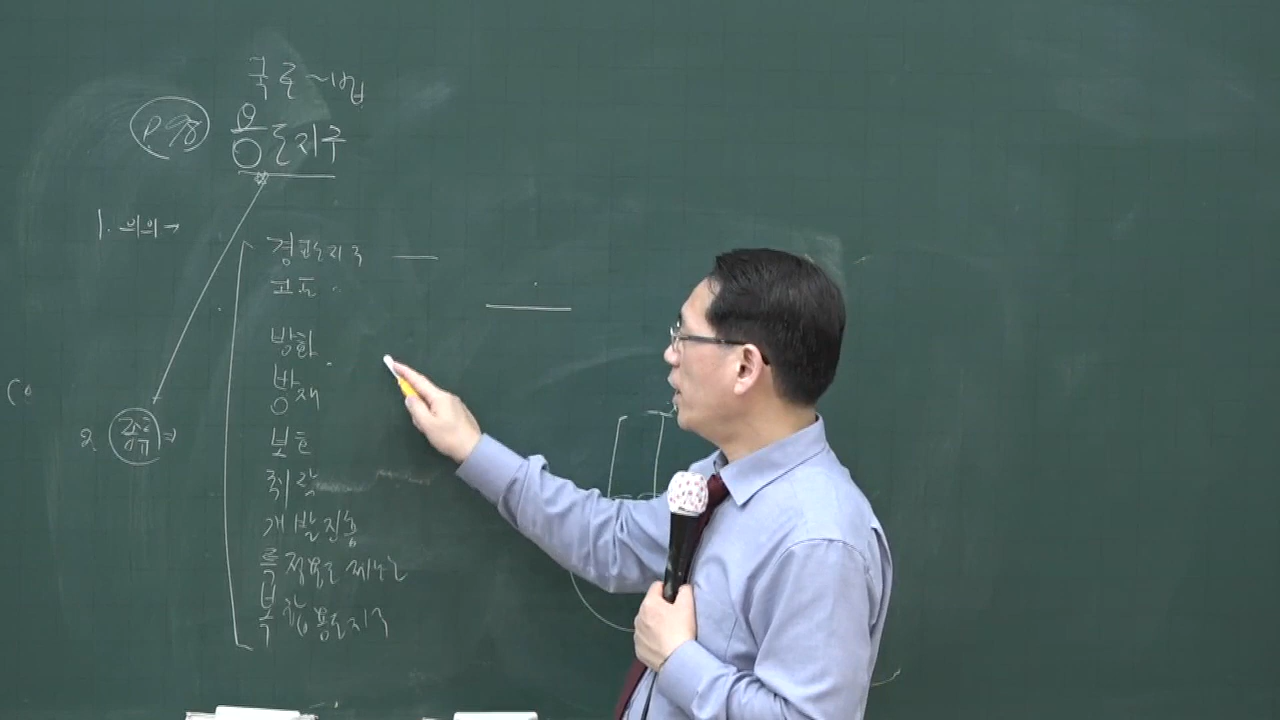 국토~법
P.98 용도지구
1. 의의→
경관지구 —
고도
방화
방재
2. 종류⇒
보호
취락
개발진흥
특정용도제한
복합용도지구